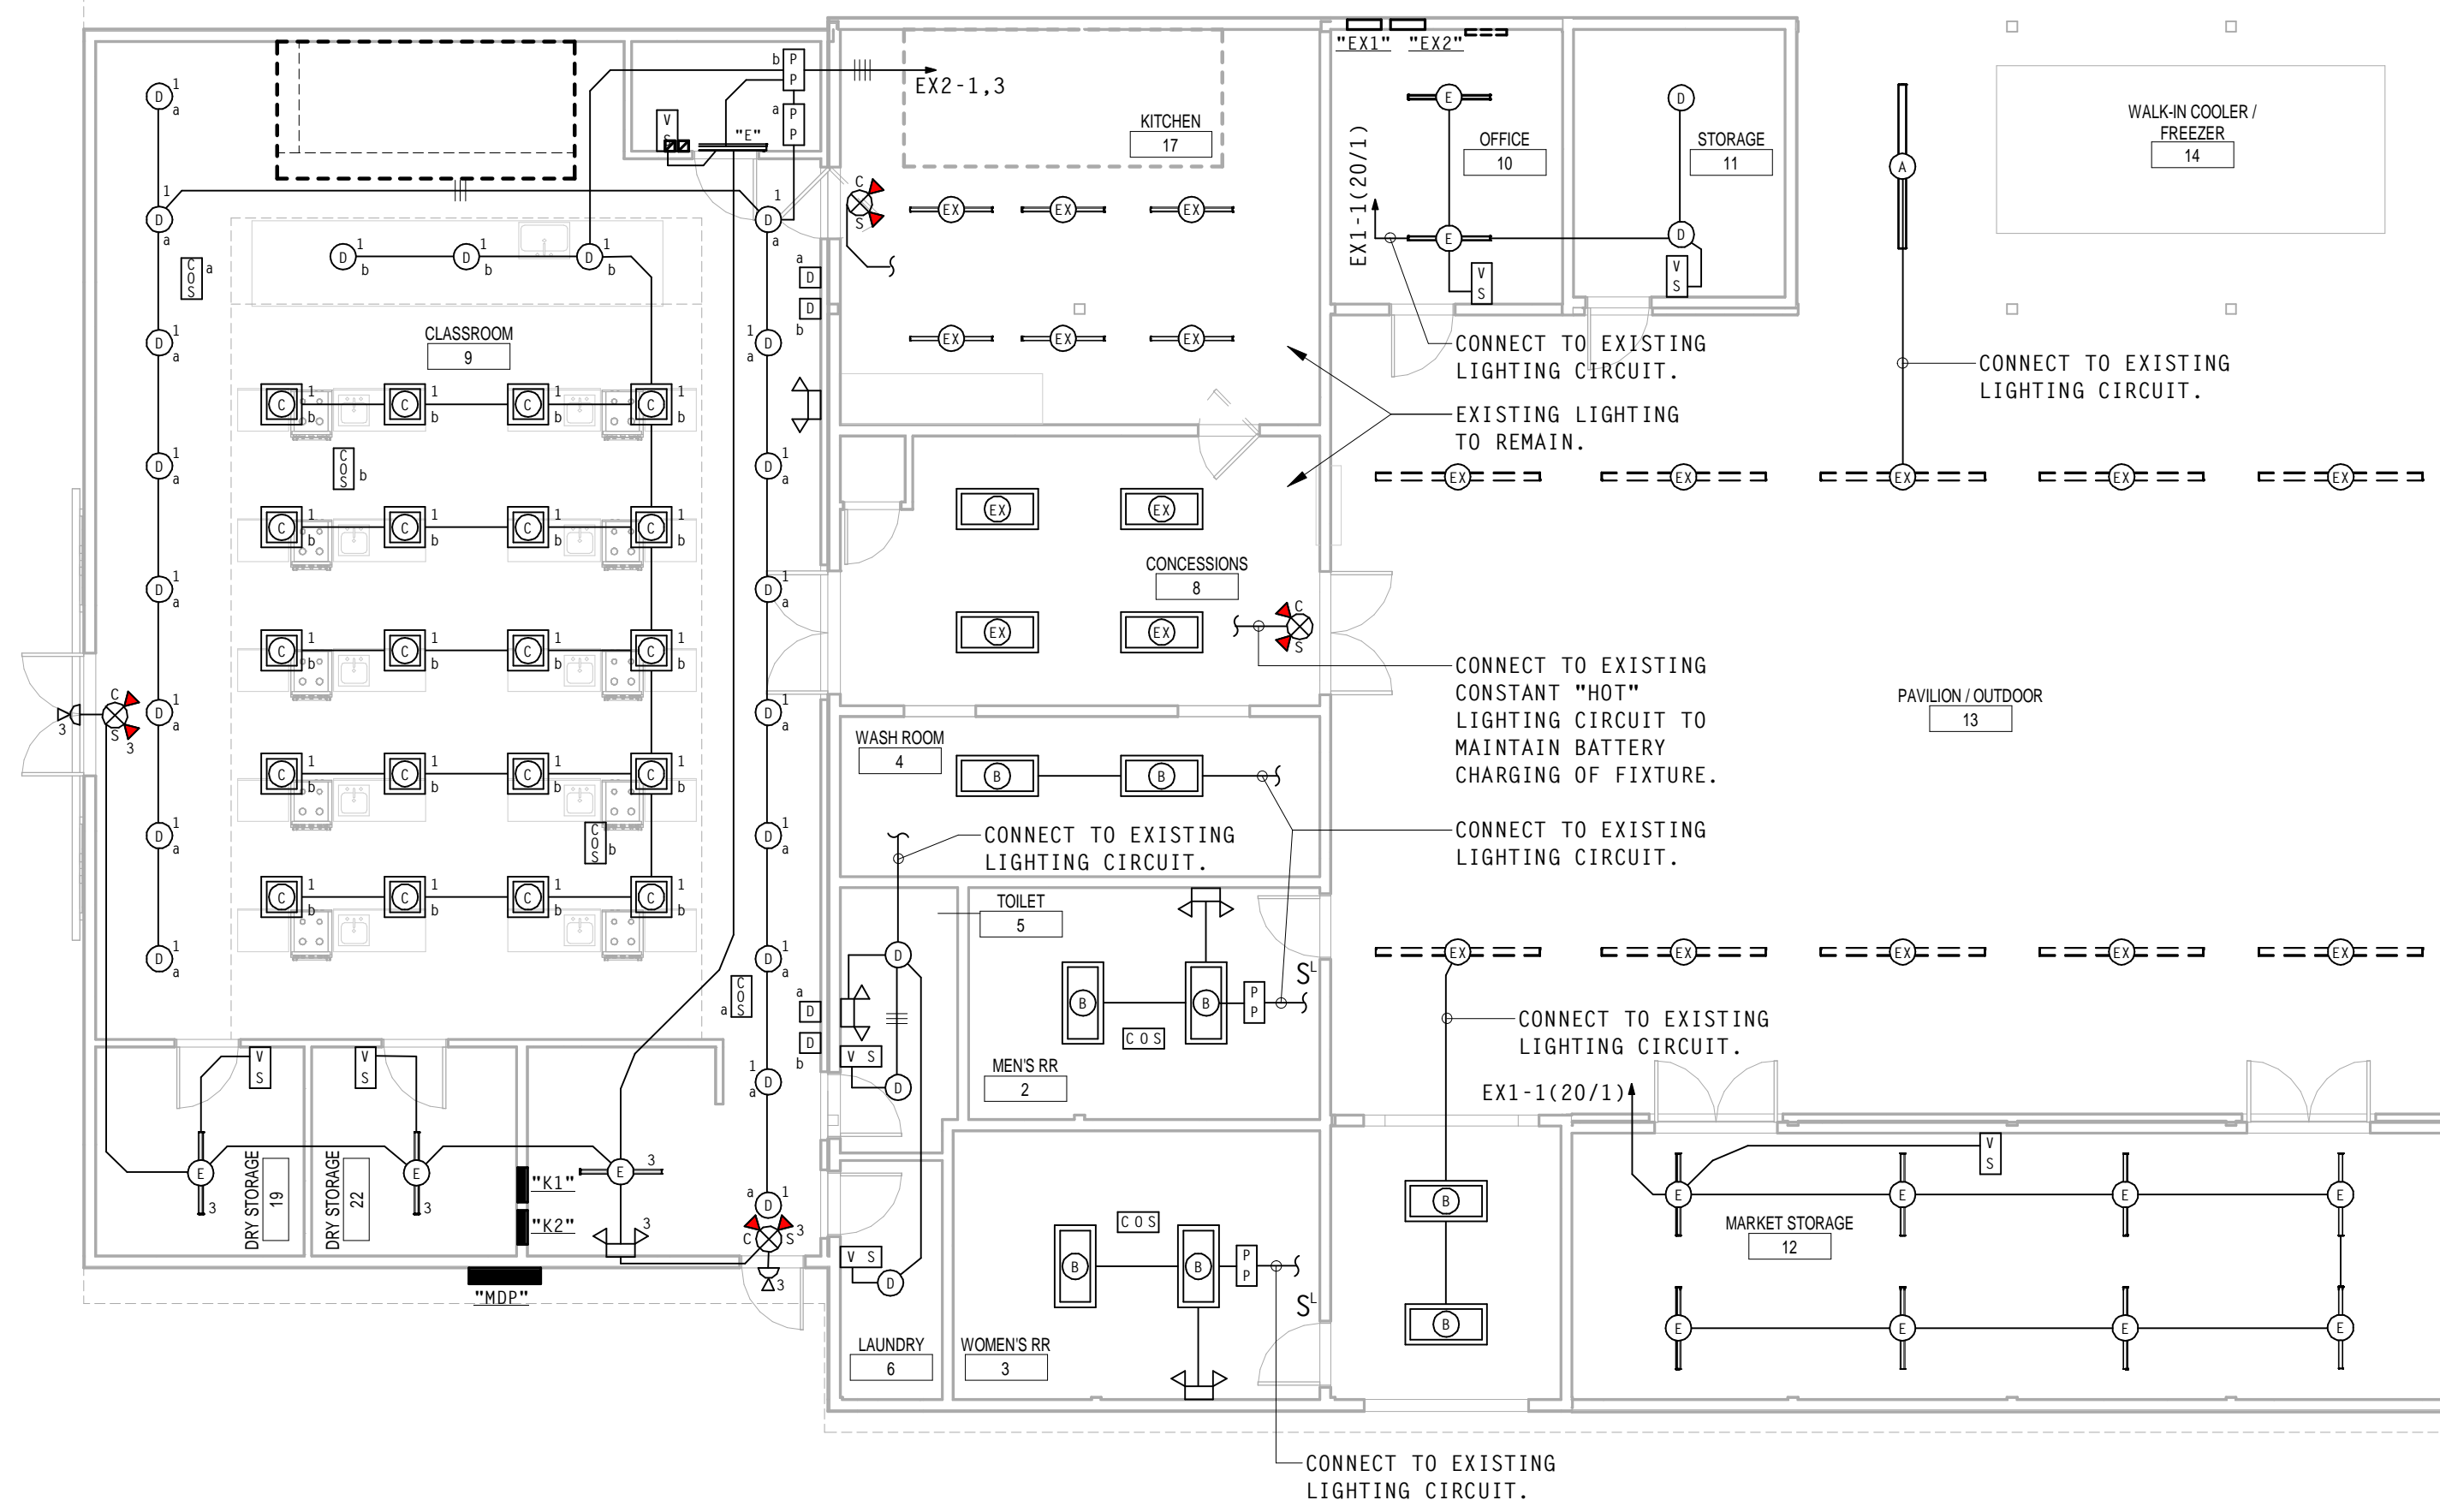 "EX1" "EX2"
EX2-1,3
"E"
KITCHEN
17
OFFICE
10
STORAGE
11
WALK-IN COOLER /
FREEZER
14
EX1-1(20/1)
CLASSROOM
9
CONNECT TO EXISTING
LIGHTING CIRCUIT.
CONNECT TO EXISTING
LIGHTING CIRCUIT.
EXISTING LIGHTING
TO REMAIN.
CONCESSIONS
8
CONNECT TO EXISTING
CONSTANT "HOT"
LIGHTING CIRCUIT TO
MAINTAIN BATTERY
CHARGING OF FIXTURE.
PAVILION / OUTDOOR
13
WASH ROOM
4
CONNECT TO EXISTING
LIGHTING CIRCUIT.
CONNECT TO EXISTING
LIGHTING CIRCUIT.
TOILET
5
MEN'S RR
2
CONNECT TO EXISTING
LIGHTING CIRCUIT.
EX1-1(20/1)
DRY STORAGE
19
DRY STORAGE
22
"K1"
"K2"
"MDP"
LAUNDRY
6
WOMEN'S RR
3
MARKET STORAGE
12
CONNECT TO EXISTING
LIGHTING CIRCUIT.